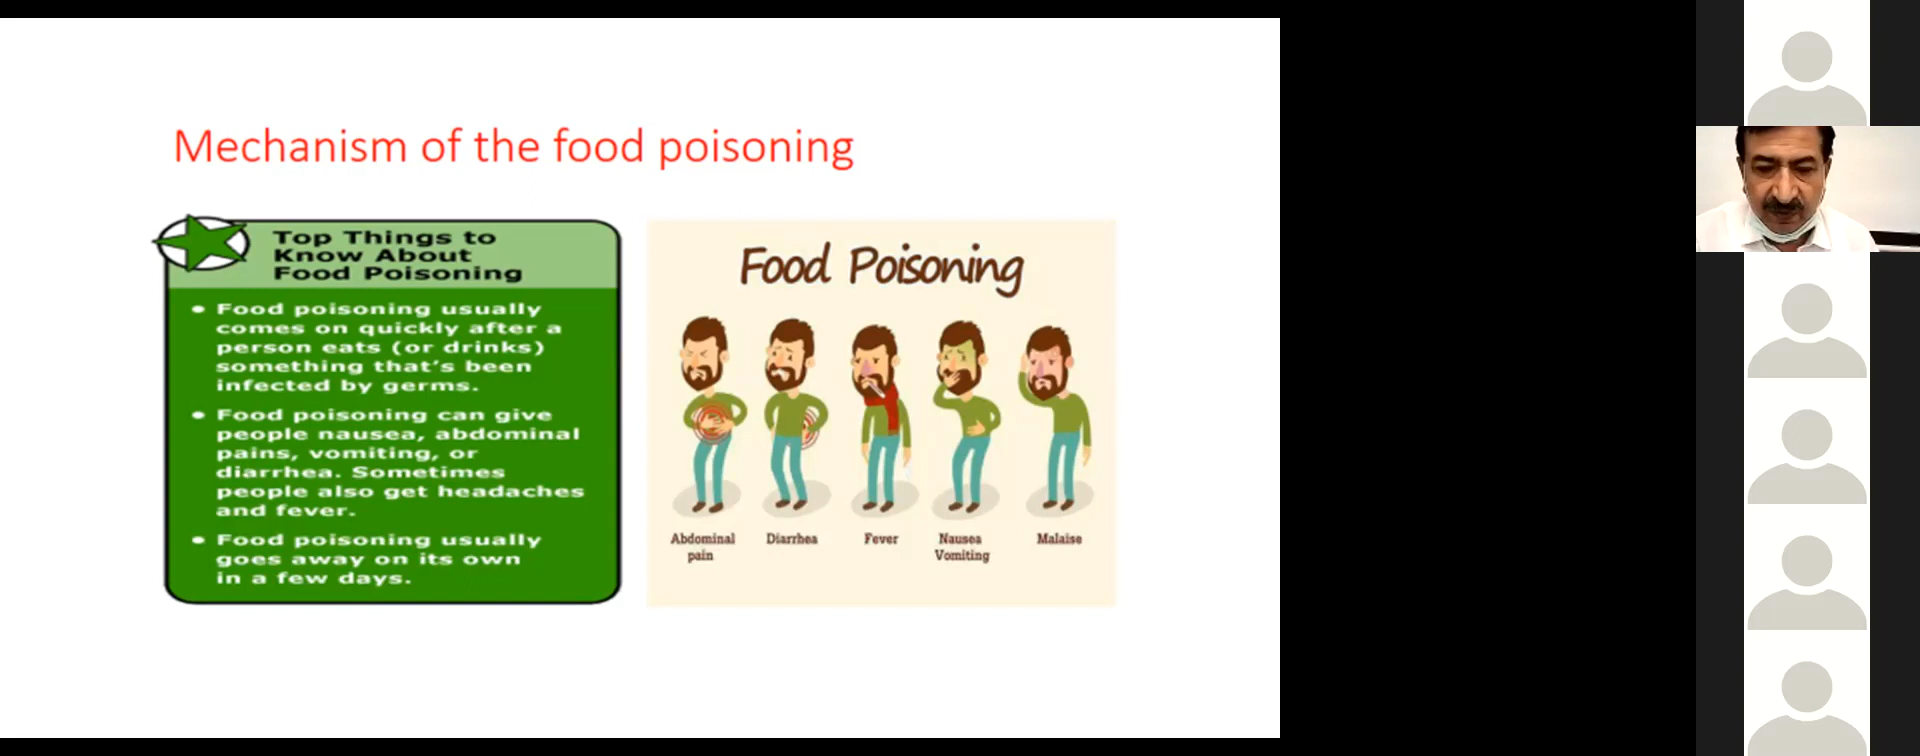 Mechanism of the food poisoning
Top Things to
Know About
Food Poisoning
• Food poisoning usually
comes on quickly after a
person eats (or drinks)
something that's been
infected by germs.
• Food poisoning can give
people nausea, abdominal
pains, vomiting, or
diarrhea. Sometimes
people also get headaches
and fever.
• Food poisoning usually
goes away on its own
in a few days.
Food Poisoning
Abdominal
pain
Diarrhea
Fever
Nausea
Vomiting
Malaise